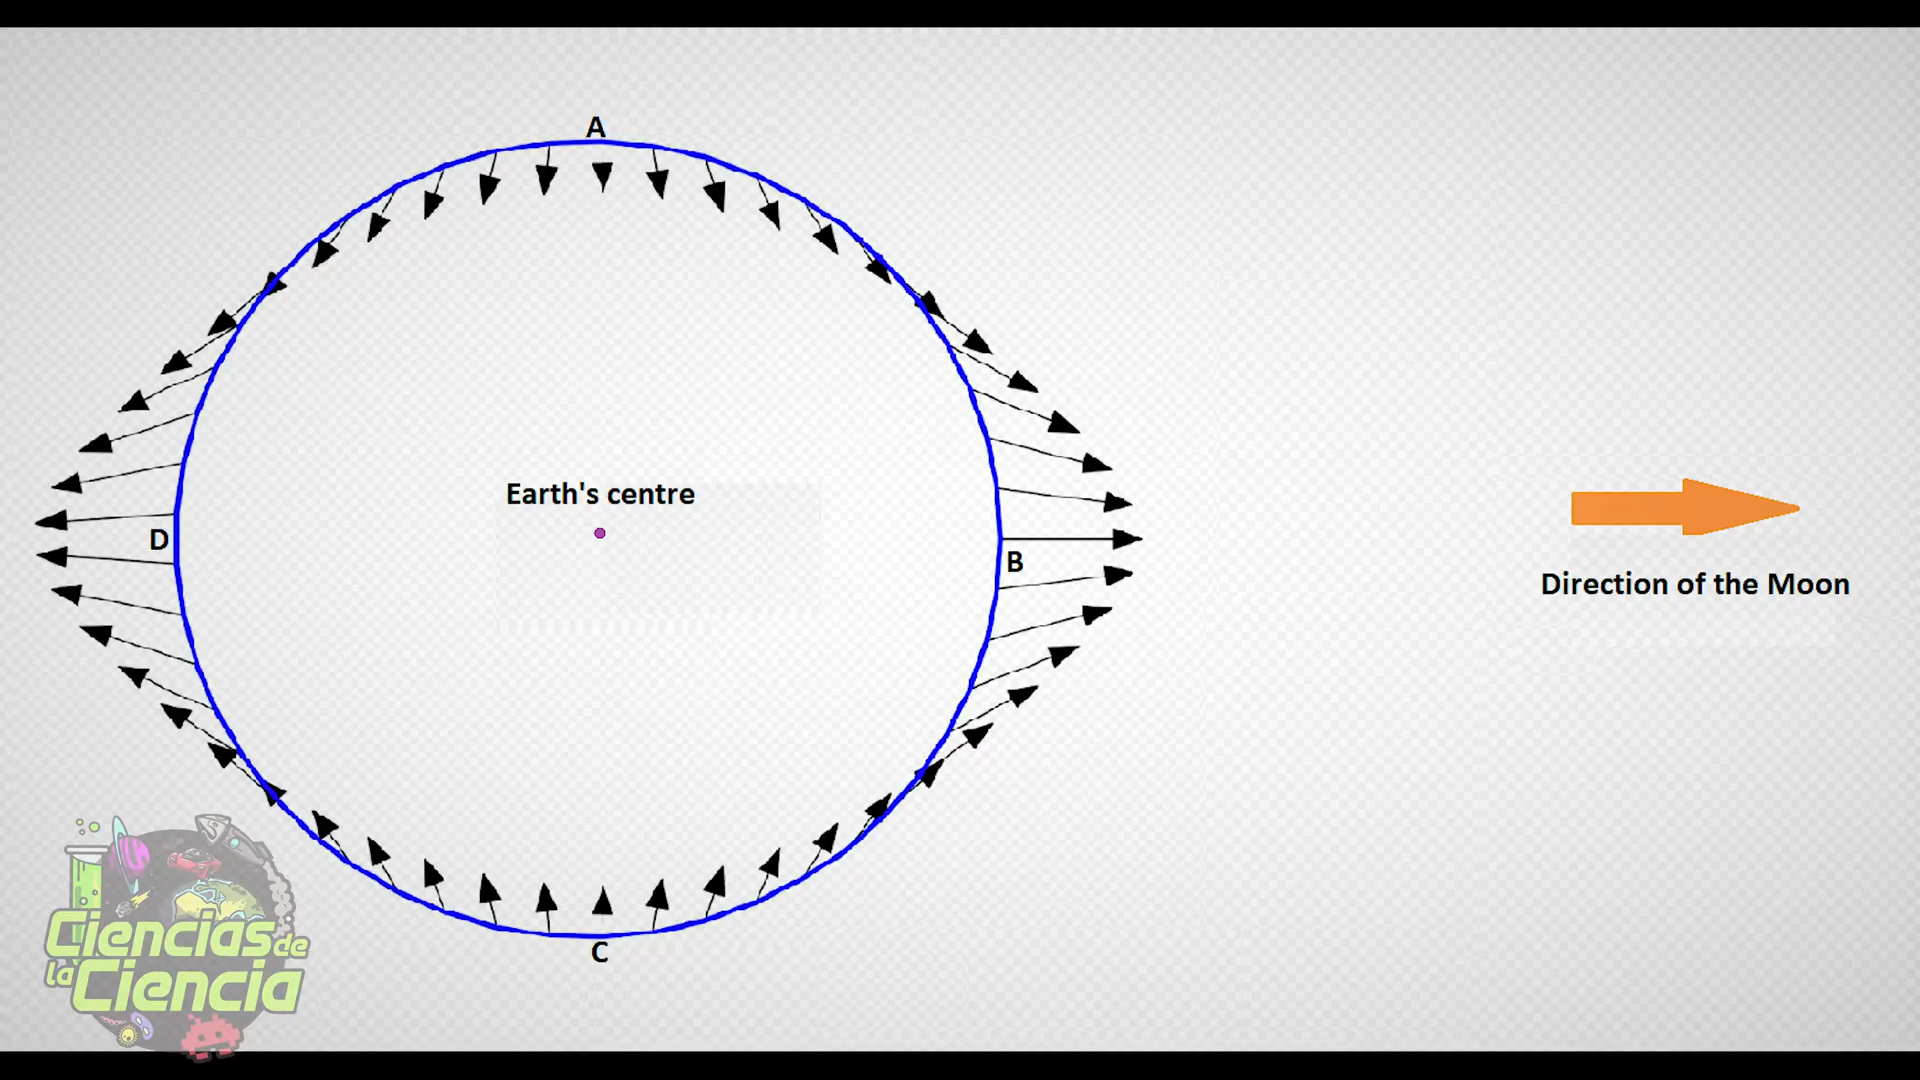 A
Earth's centre
D
B
Direction of the Moon
C
Ciencias de
la Ciencia